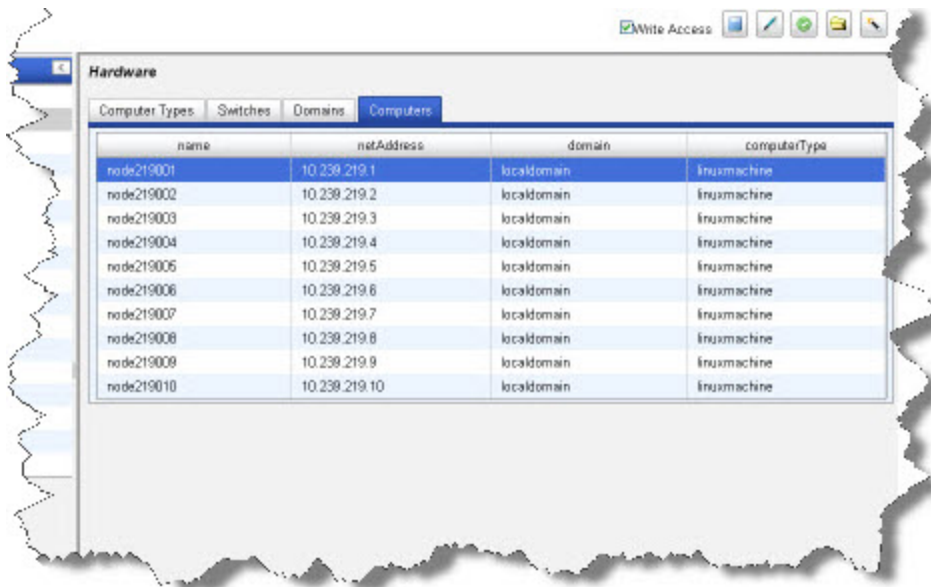 Write Access
Hardware
Computer Types Switches Domains Computers
name netAddress domain computerType
node219001 10.239.219.1 localdomain linuxmachine
node219002 10.239.219.2 localdomain linuxmachine
node219003 10.239.219.3 localdomain linuxmachine
node219004 10.239.219.4 localdomain linuxmachine
node219005 10.239.219.5 localdomain linuxmachine
node219006 10.239.219.6 localdomain linuxmachine
node219007 10.239.219.7 localdomain linuxmachine
node219008 10.239.219.8 localdomain linuxmachine
node219009 10.239.219.9 localdomain linuxmachine
node219010 10.239.219.10 localdomain linuxmachine